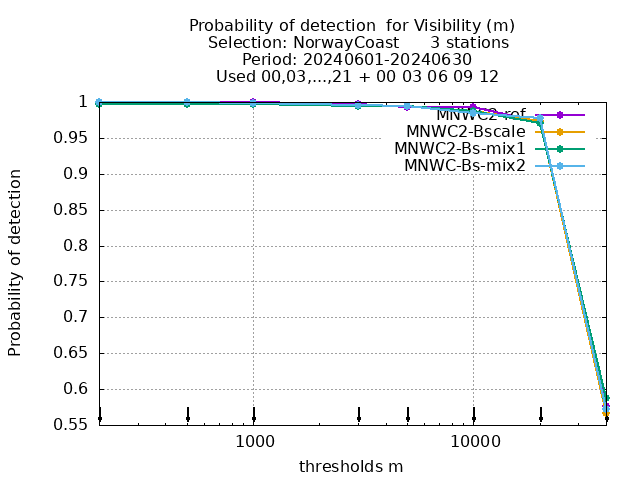 Probability of detection  for Visibility (m)
Selection: NorwayCoast      3 stations
Period: 20240601-20240630
Used 00,03,...,21 + 00 03 06 09 12
Probability of detection
1
0.95
0.9
0.85
0.8
0.75
0.7
0.65
0.6
0.55
MNWC2-ref
MNWC2-Bscale
MNWC2-Bs-mix1
MNWC-Bs-mix2
1000
10000
thresholds m